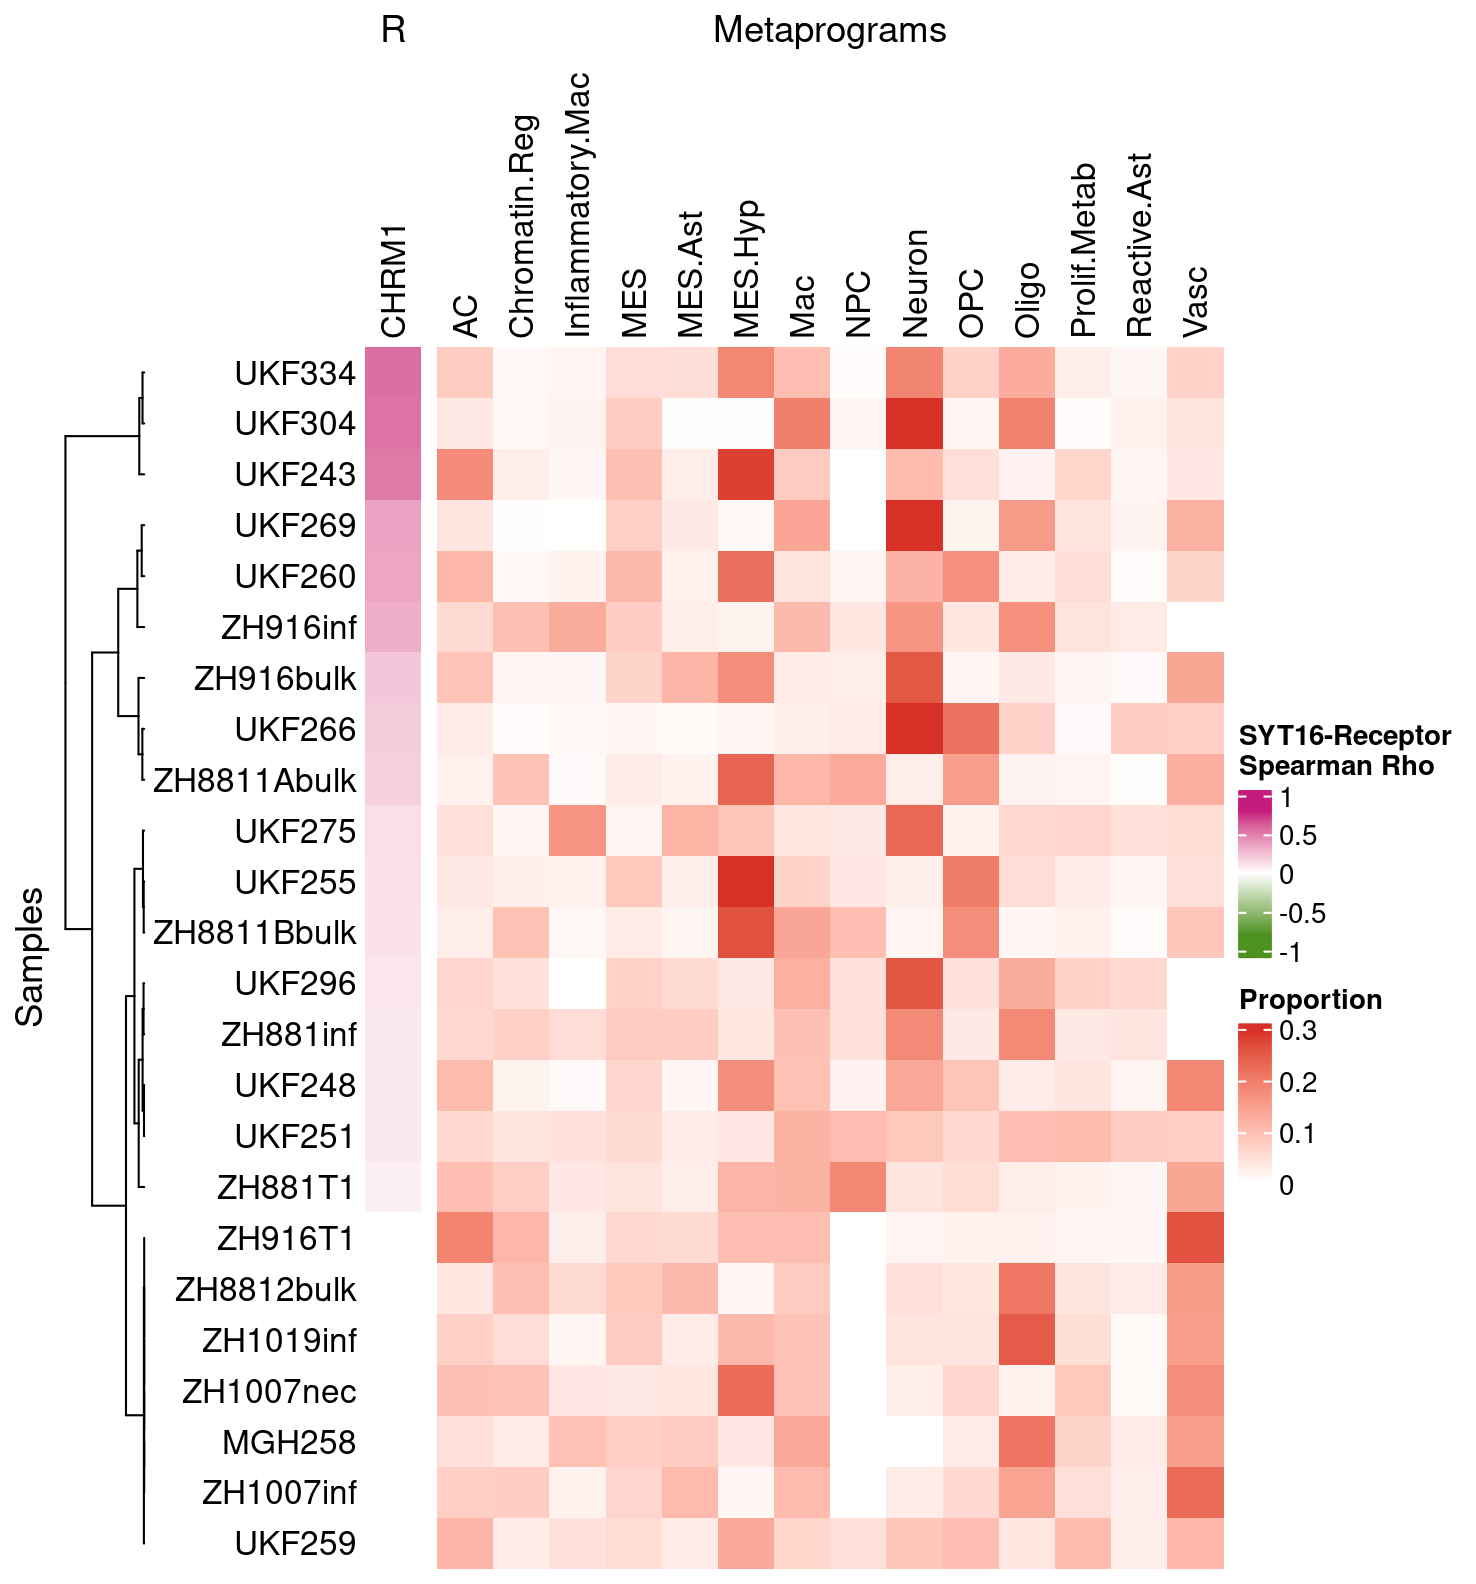 R Metaprograms
CHRM1
AC
Chromatin.Reg
Inflammatory.Mac
MES
MES.Ast
MES.Hyp
Mac
NPC
Neuron
OPC
Oligo
Prolif.Metab
Reactive.Ast
Vasc
Samples
UKF334
UKF304
UKF243
UKF269
UKF260
ZH916inf
ZH916bulk
UKF266
ZH8811Abulk
UKF275
UKF255
ZH8811Bbulk
UKF296
ZH881inf
UKF248
UKF251
ZH881T1
ZH916T1
ZH8812bulk
ZH1019inf
ZH1007nec
MGH258
ZH1007inf
UKF259
SYT16-Receptor
Spearman Rho
1
0.5
0
-0.5
-1
Proportion
0.3
0.2
0.1
0